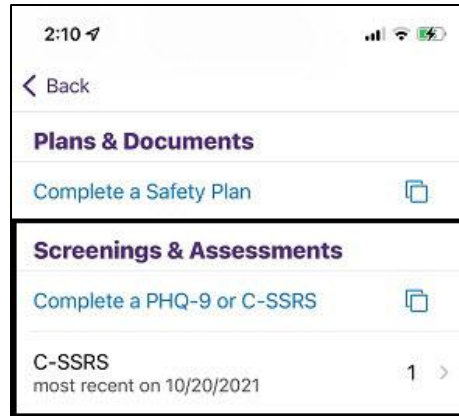 2:10
Back
Plans & Documents
Complete a Safety Plan
Screenings & Assessments
Complete a PHQ-9 or C-SSRS
C-SSRS
1
most recent on 10/20/2021